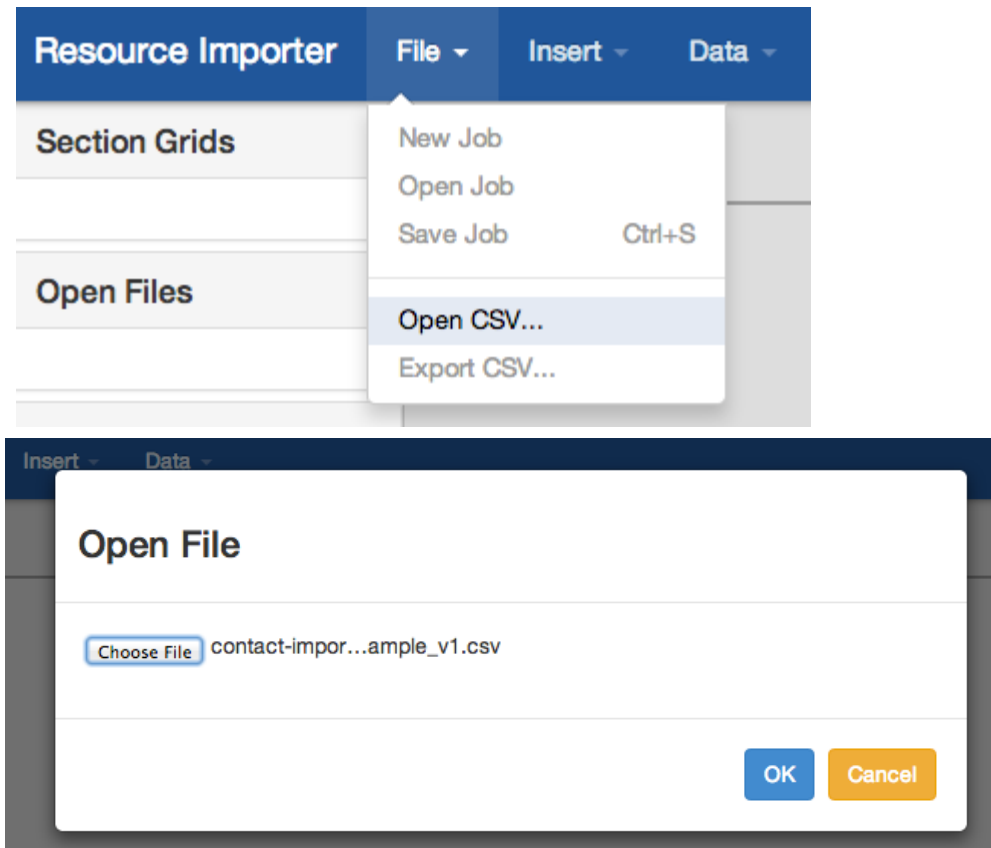 Resource Importer File Insert Data
Section Grids
New Job
Open Job
Save Job Ctrl+S
Open Files
Open CSV...
Export CSV...
Insert Data
Open File
Choose File contact-impor...ample_v1.csv
OK Cancel